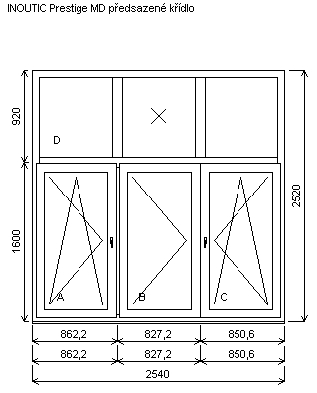 INOUTIC Prestige MD předsazené křídlo
920
D
1600
2520
A
B
C
862,2
827,2
850,6
862,2
827,2
850,6
2540